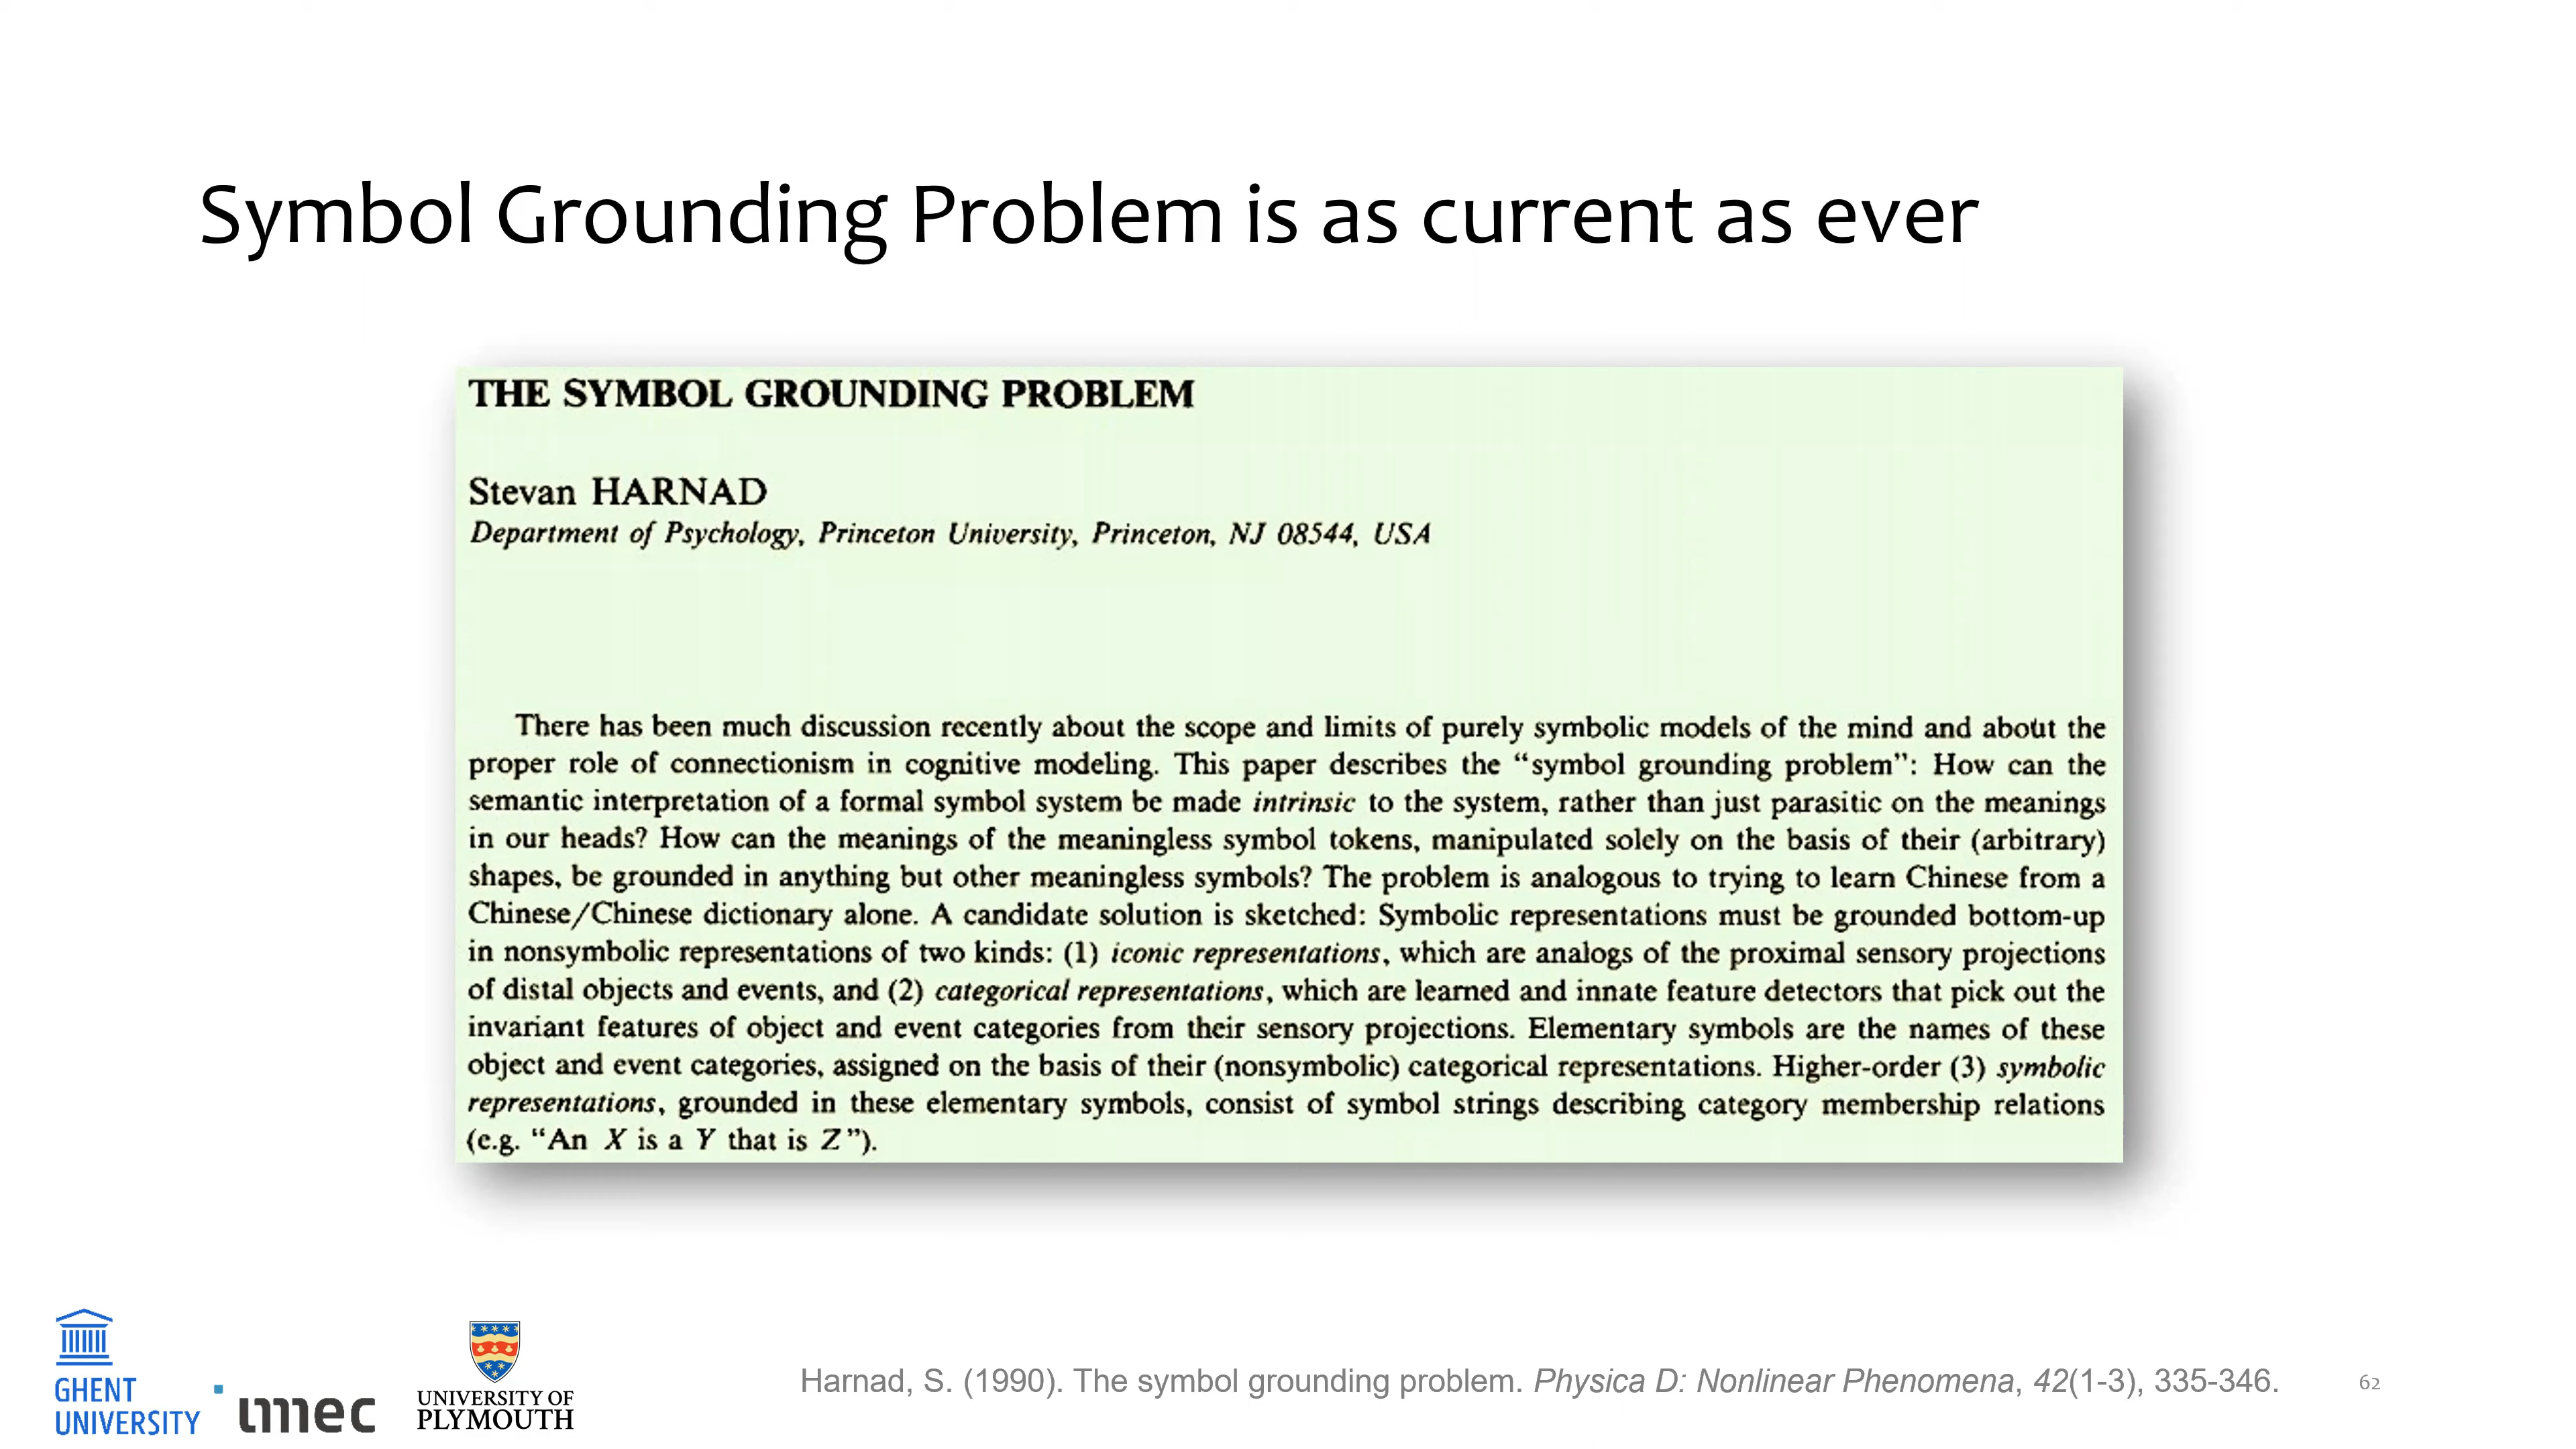 Symbol Grounding Problem is as current as ever
THE SYMBOL GROUNDING PROBLEM
Stevan HARNAD
Department of Psychology, Princeton University, Princeton, NJ 08544, USA
There has been much discussion recently about the scope and limits of purely symbolic models of the mind and about the
proper role of connectionism in cognitive modeling. This paper describes the “symbol grounding problem”: How can the
semantic interpretation of a formal symbol system be made intrinsic to the system, rather than just parasitic on the meanings
in our heads? How can the meanings of the meaningless symbol tokens, manipulated solely on the basis of their (arbitrary)
shapes, be grounded in anything but other meaningless symbols? The problem is analogous to trying to learn Chinese from a
Chinese/Chinese dictionary alone. A candidate solution is sketched: Symbolic representations must be grounded bottom-up
in nonsymbolic representations of two kinds: (1) iconic representations, which are analogs of the proximal sensory projections
of distal objects and events, and (2) categorical representations, which are learned and innate feature detectors that pick out the
invariant features of object and event categories from their sensory projections. Elementary symbols are the names of these
object and event categories, assigned on the basis of their (nonsymbolic) categorical representations. Higher-order (3) symbolic
representations, grounded in these elementary symbols, consist of symbol strings describing category membership relations
(e.g. “An X is a Y that is Z”).
GHENT
UNIVERSITY
imec
UNIVERSITY OF
PLYMOUTH
Harnad, S. (1990). The symbol grounding problem. Physica D: Nonlinear Phenomena, 42(1-3), 335-346.
62